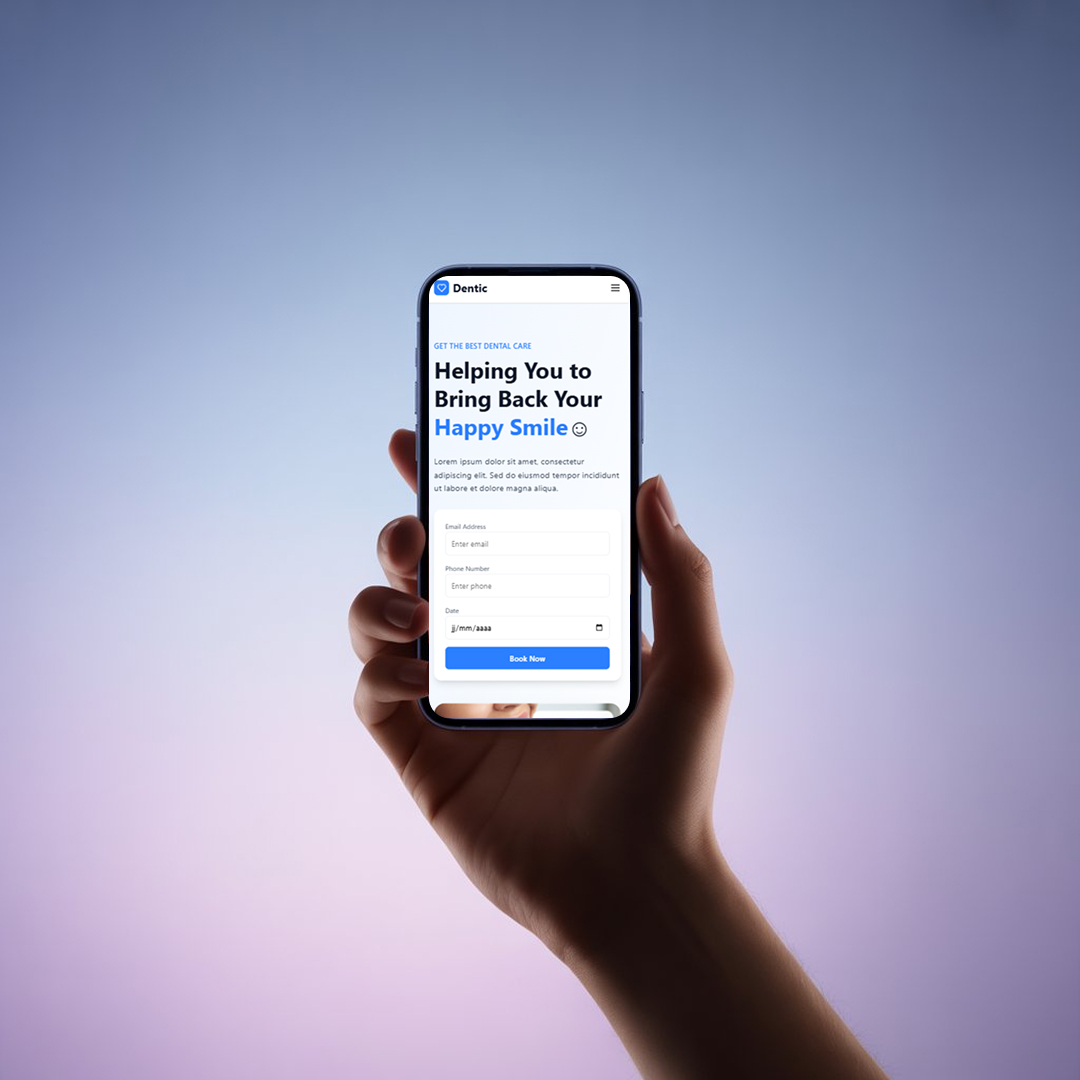 Dentic
GET THE BEST DENTAL CARE
Helping You to
Bring Back Your
Happy Smile
Lorem ipsum dolor sit amet, consectetur
adipiscing elit. Sed do eiusmod tempor incididunt
ut labore et dolore magna aliqua.
Email Address
Enter email
Phone Number
Enter phone
Date
jj/mm/aaaa
Book Now